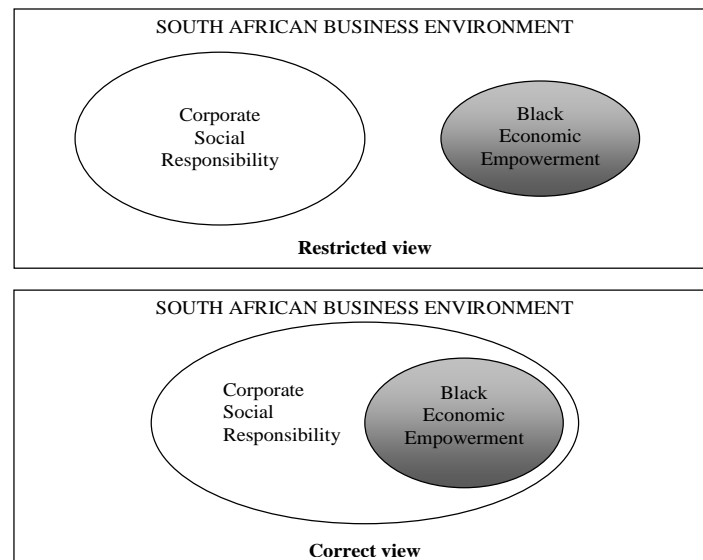 SOUTH AFRICAN BUSINESS ENVIRONMENT
Corporate
Social
Responsibility
Black
Economic
Empowerment
Restricted view
SOUTH AFRICAN BUSINESS ENVIRONMENT
Corporate
Social
Responsibility
Black
Economic
Empowerment
Correct view